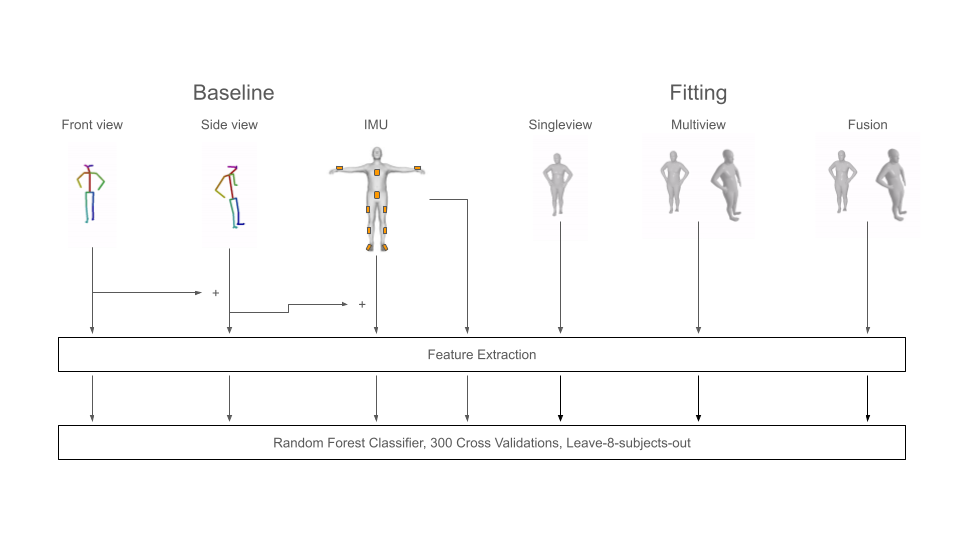 Baseline
Fitting
Front view
Side view
IMU
Singleview
Multiview
Fusion
+
+
Feature Extraction
Random Forest Classifier, 300 Cross Validations, Leave-8-subjects-out